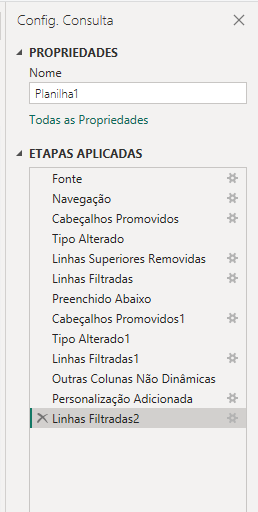 Config. Consulta
PROPRIEDADES
Nome
Planilha1
Todas as Propriedades
ETAPAS APLICADAS
Fonte
Navegação
Cabeçalhos Promovidos
Tipo Alterado
Linhas Superiores Removidas
Linhas Filtradas
Preenchido Abaixo
Cabeçalhos Promovidos1
Tipo Alterado1
Linhas Filtradas1
Outras Colunas Não Dinâmicas
Personalização Adicionada
Linhas Filtradas2